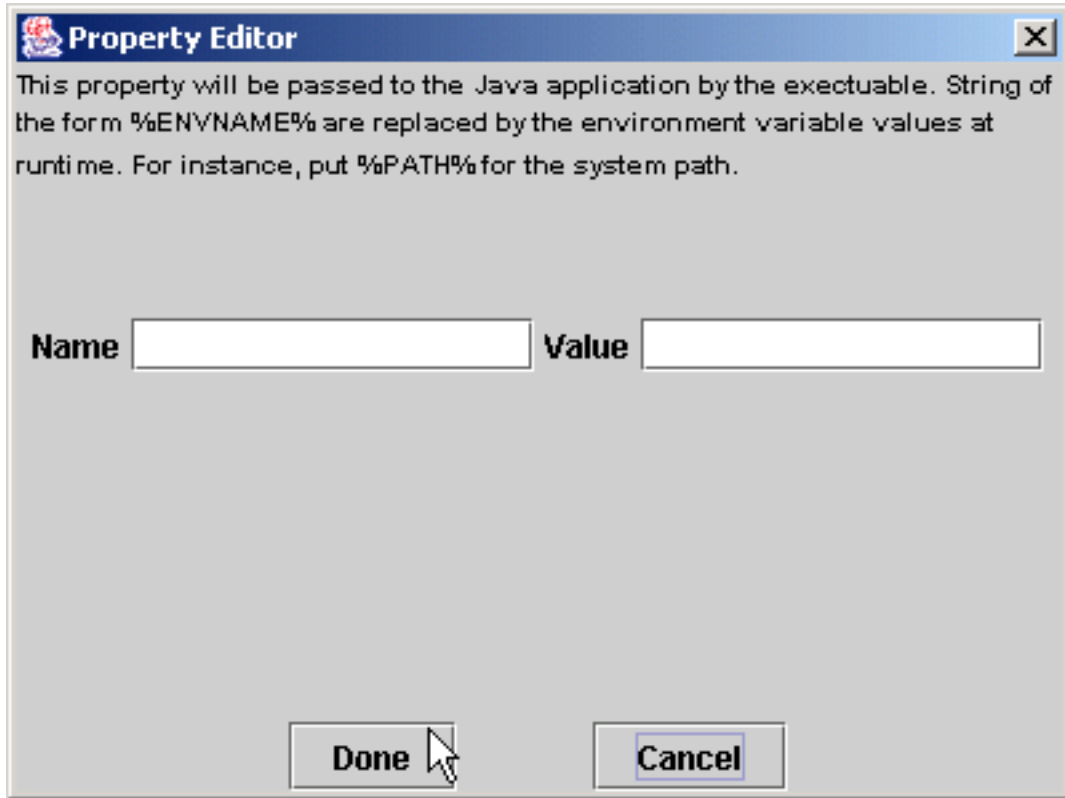 Property Editor
This property will be passed to the Java application by the exectuable. String of
the form %ENVNAME% are replaced by the environment variable values at
runtime. For instance, put %PATH% for the system path.
Name Value
Done Cancel